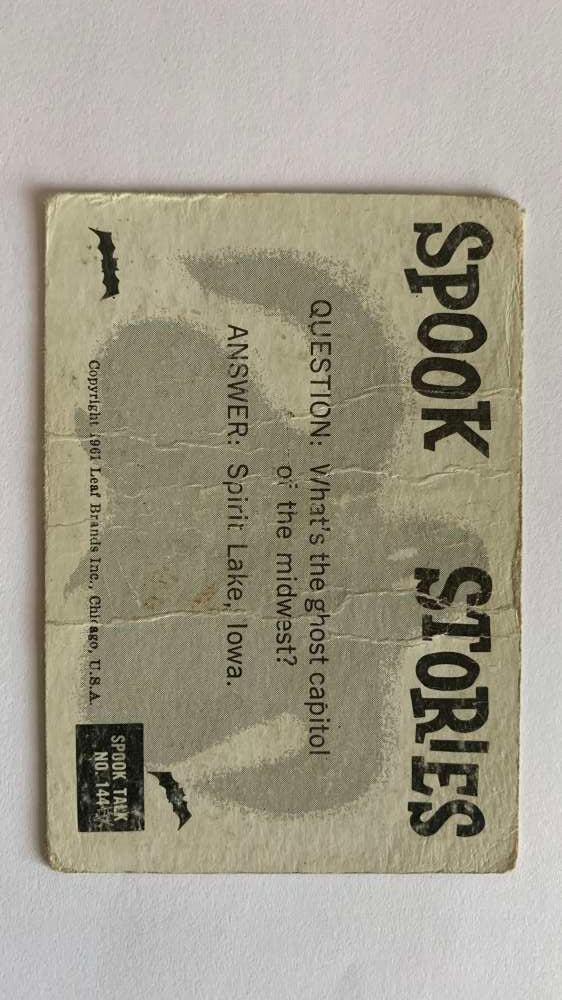 SPOOK STORIES
QUESTION: What's the ghost capitol
of the midwest?
ANSWER: Spirit Lake, Iowa.
Copyright 1961 Leaf Brands Inc., Chicago, U.S.A.
SPOOK TALK
NO. 144